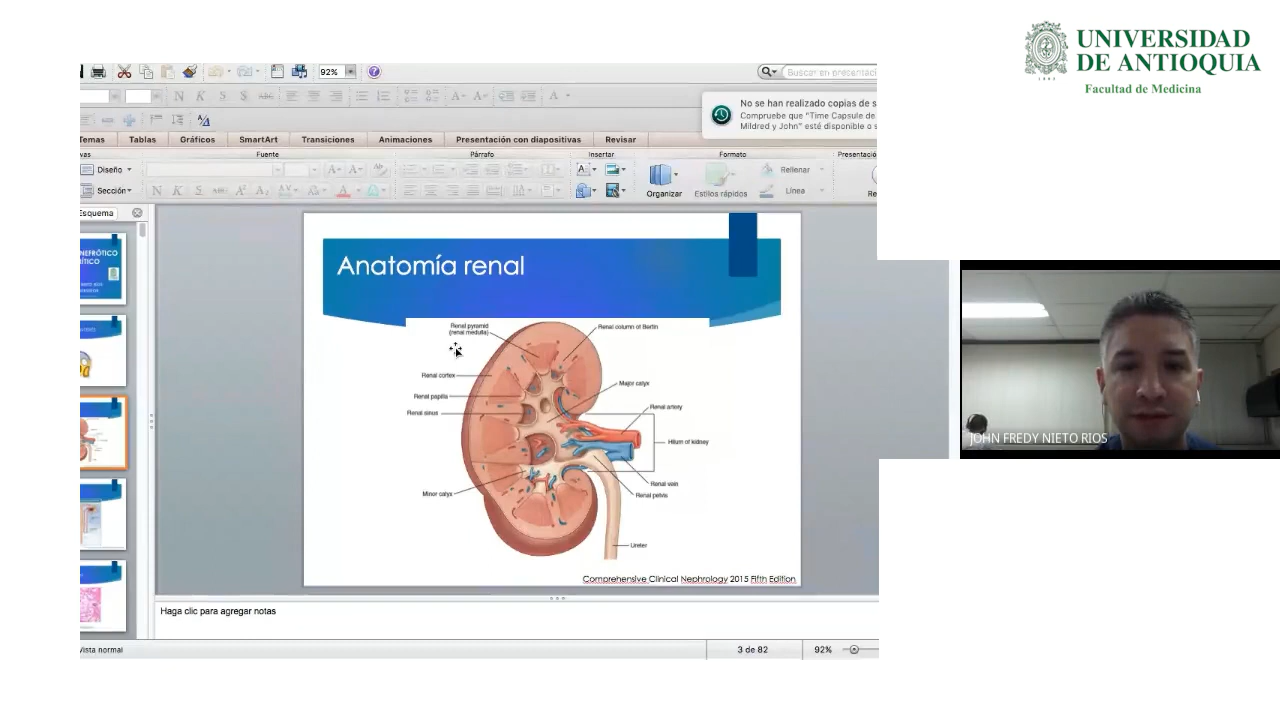 UNIVERSIDAD
DE ANTIOQUIA
1803
Facultad de Medicina
92%
Buscar en presentaci
No se han realizado copias de s
Compruebe que "Time Capsule de
Mildred y John" esté disponible o s
N K S S ABC
Temas Tablas Gráficos SmartArt Transiciones Animaciones Presentación con diapositivas Revisar
Fuente Párrafo Insertar Formato Presentació
Diseño
Rellenar
Sección
N K S
Organizar Estilos rápidos Línea
Esquema
NEFRÓTICO
Anatomía renal
Renal pyramid
(renal medulla)
Renal column of Bertin
Renal cortex
Major calyx
Renal papilla
Renal artery
Renal sinus
Hilum of kidney
Renal vein
Minor calyx
Renal pelvis
Ureter
Comprehensive Clinical Nephrology 2015 Fifth Edition
JOHN FREDY NIETO RIOS
Haga clic para agregar notas
Vista normal
3 de 82
92%